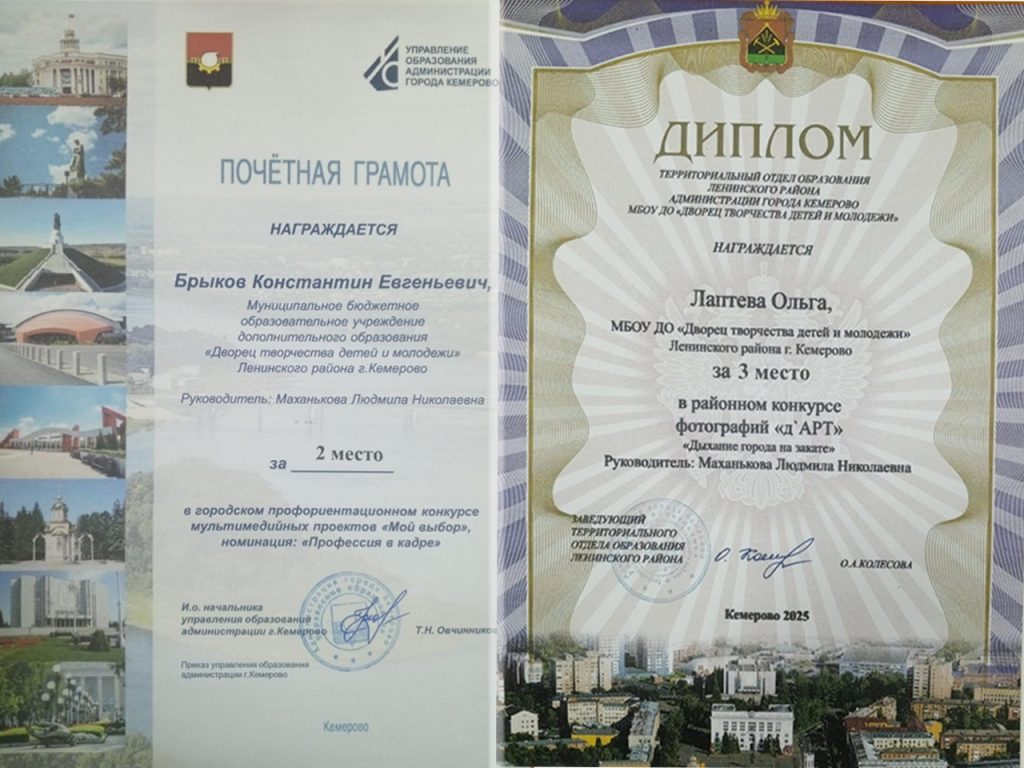 УПРАВЛЕНИЕ
ОБРАЗОВАНИЯ
АДМИНИСТРАЦИИ
ГОРОДА КЕМЕРОВО
ПОЧЁТНАЯ ГРАМОТА
НАГРАЖДАЕТСЯ
Брыков Константин Евгеньевич,
Муниципальное бюджетное
образовательное учреждение
дополнительного образования
«Дворец творчества детей и молодежи»
Ленинского района г.Кемерово
Руководитель: Маханькова Людмила Николаевна
за 2 место
в городском профориентационном конкурсе
мультимедийных проектов «Мой выбор»,
номинация: «Профессия в кадре»
И.о. начальника
управления образования
администрации г.Кемерово
Т.Н. Овчинников
Приказ управления образования
администрации г.Кемерово
Кемерово
ДИПЛОМ
ТЕРРИТОРИАЛЬНЫЙ ОТДЕЛ ОБРАЗОВАНИЯ
ЛЕНИНСКОГО РАЙОНА
АДМИНИСТРАЦИИ ГОРОДА КЕМЕРОВО
МБОУ ДО «ДВОРЕЦ ТВОРЧЕСТВА ДЕТЕЙ И МОЛОДЕЖИ»
НАГРАЖДАЕТСЯ
Лаптева Ольга,
МБОУ ДО «Дворец творчества детей и молодежи»
Ленинского района г. Кемерово
за 3 место
в районном конкурсе
фотографий «д`АРТ»
«Дыхание города на закате»
Руководитель: Маханькова Людмила Николаевна
ЗАВЕДУЮЩИЙ
ТЕРРИТОРИАЛЬНОГО
ОТДЕЛА ОБРАЗОВАНИЯ
ЛЕНИНСКОГО РАЙОНА
О.А.КОЛЕСОВА
Кемерово 2025